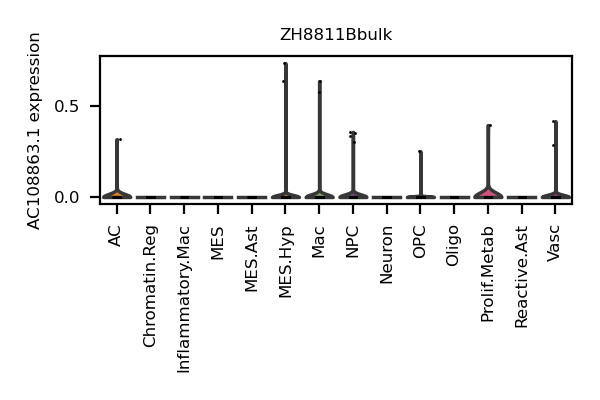 ZH8811Bbulk
AC108863.1 expression
0.5
0.0
AC
Chromatin.Reg
Inflammatory.Mac
MES
MES.Ast
MES.Hyp
Mac
NPC
Neuron
OPC
Oligo
Prolif.Metab
Reactive.Ast
Vasc